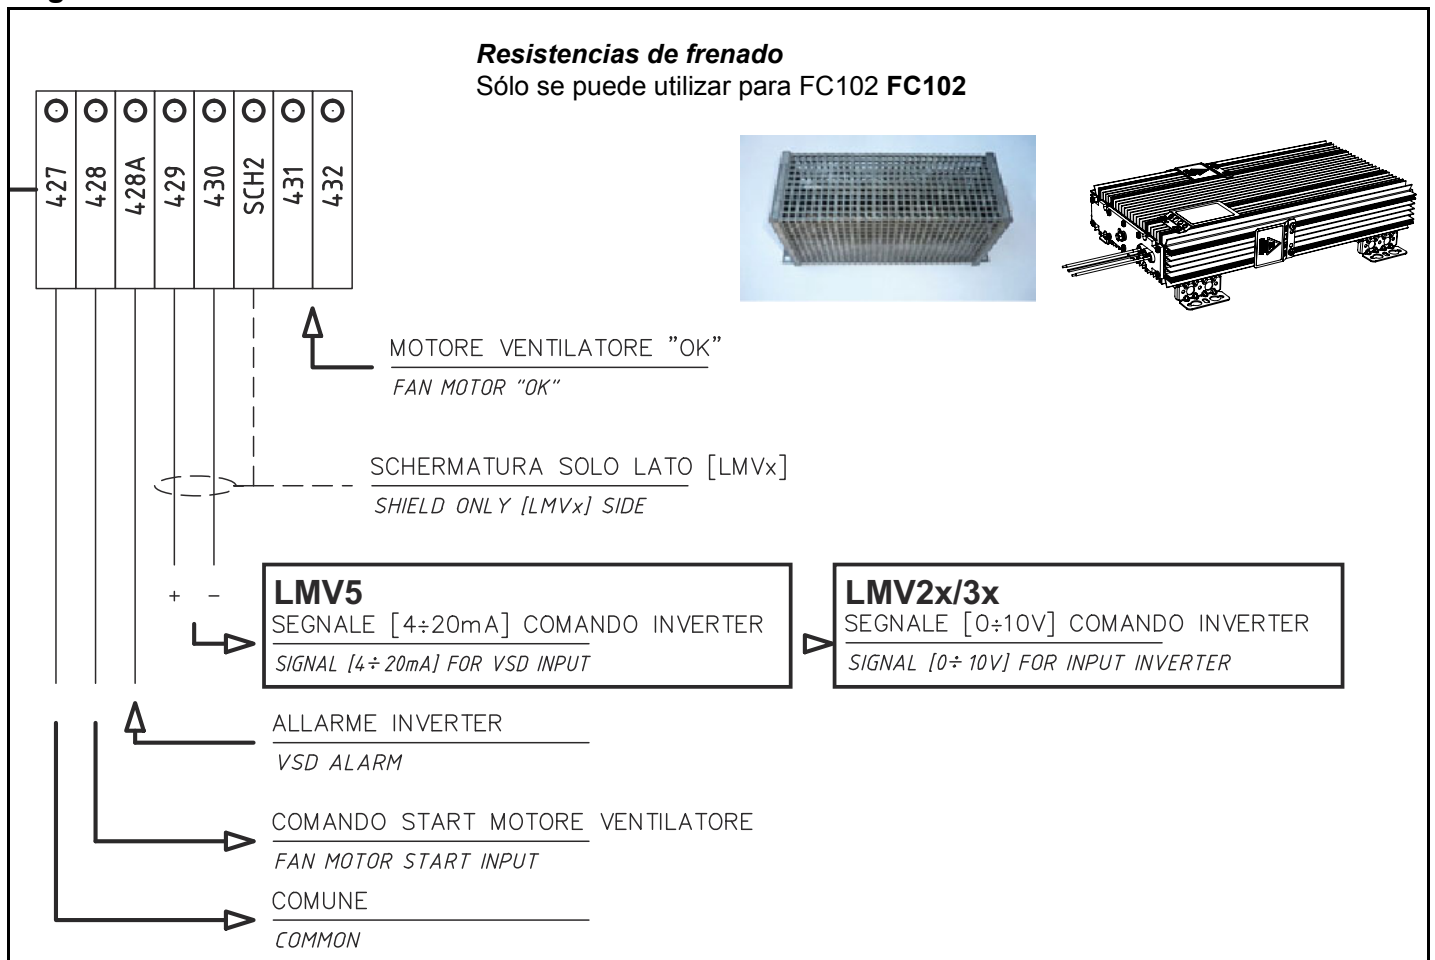 Resistencias de frenado
Sólo se puede utilizar para FC102 FC102
427
428
428A
429
430
SCH2
431
432
MOTORE VENTILATORE "OK"
FAN MOTOR "OK"
SCHERMATURA SOLO LATO [LMVx]
SHIELD ONLY [LMVx] SIDE
+ −
LMV5
SEGNALE [4÷20mA] COMANDO INVERTER
SIGNAL [4÷20mA] FOR VSD INPUT
LMV2x/3x
SEGNALE [0÷10V] COMANDO INVERTER
SIGNAL [0÷10V] FOR INPUT INVERTER
ALLARME INVERTER
VSD ALARM
COMANDO START MOTORE VENTILATORE
FAN MOTOR START INPUT
COMUNE
COMMON